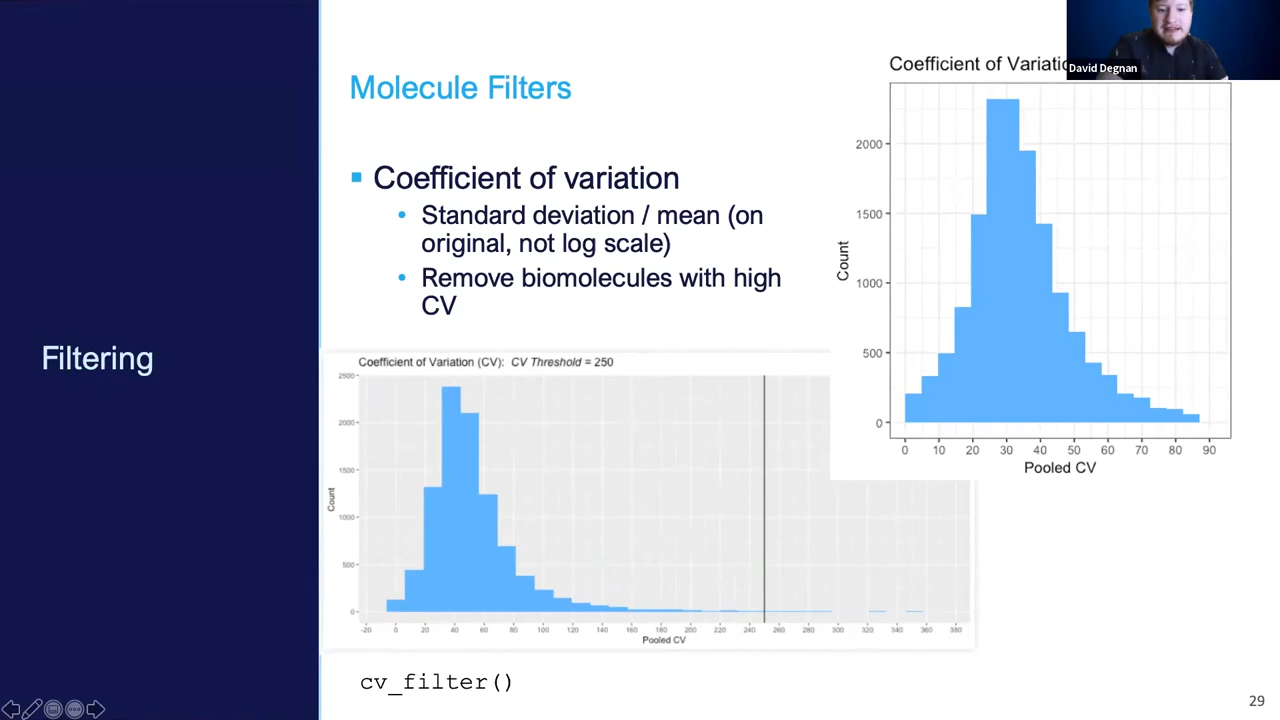 Filtering
Molecule Filters
Coefficient of variation
Standard deviation / mean (on
original, not log scale)
Remove biomolecules with high
CV
Coefficient of Variatio
David Degnan
2000
1500
1000
500
0
Count
0 10 20 30 40 50 60 70 80 90
Pooled CV
Coefficient of Variation (CV): CV Threshold = 250
2500
2000
1500
1000
500
0
Count
-20 0 20 40 60 80 100 120 140 160 180 200 220 240 260 280 300 320 340 360 380
Pooled CV
cv_filter()
29